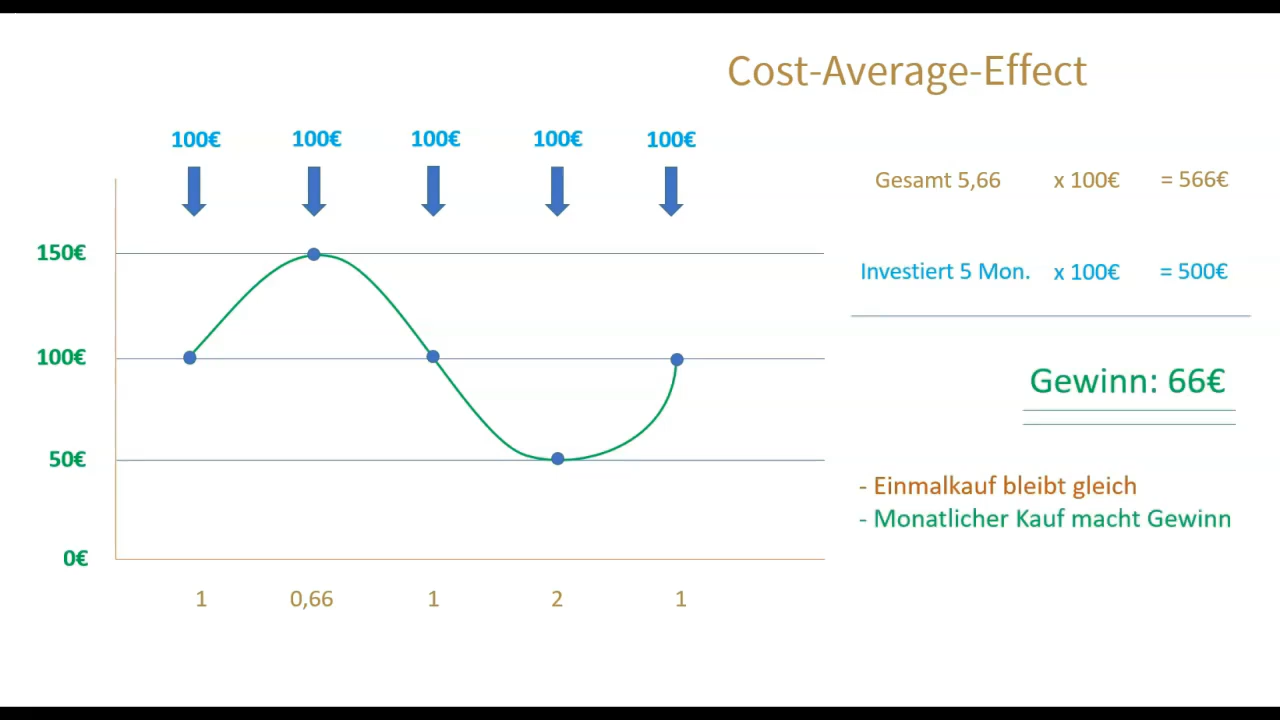 Cost-Average-Effect
100€ 100€ 100€ 100€ 100€
Gesamt 5,66 x 100€ = 566€
150€
Investiert 5 Mon. x 100€ = 500€
100€
Gewinn: 66€
50€
- Einmalkauf bleibt gleich
- Monatlicher Kauf macht Gewinn
0€
1 0,66 1 2 1